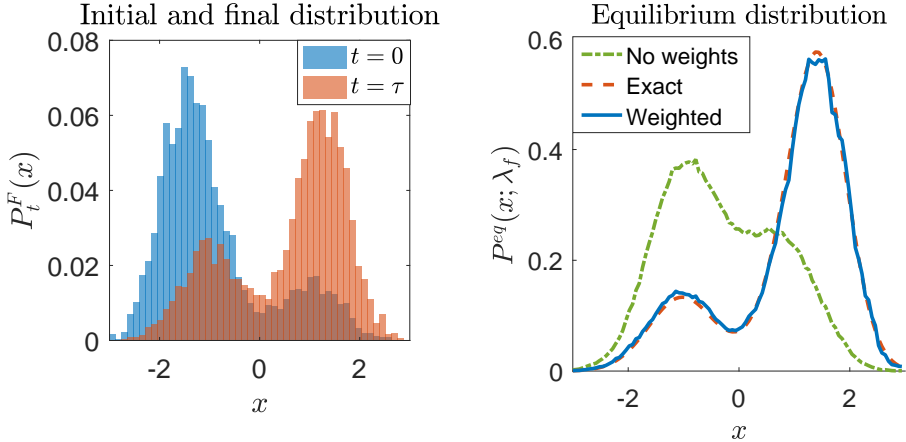 Initial and final distribution
0.08
0.06
0.04
0.02
0
-2
0
2
x
P_t^F(x)
t = 0
t = τ
Equilibrium distribution
0.6
0.4
0.2
0
-2
0
2
x
P^{eq}(x; λ_f)
No weights
Exact
Weighted